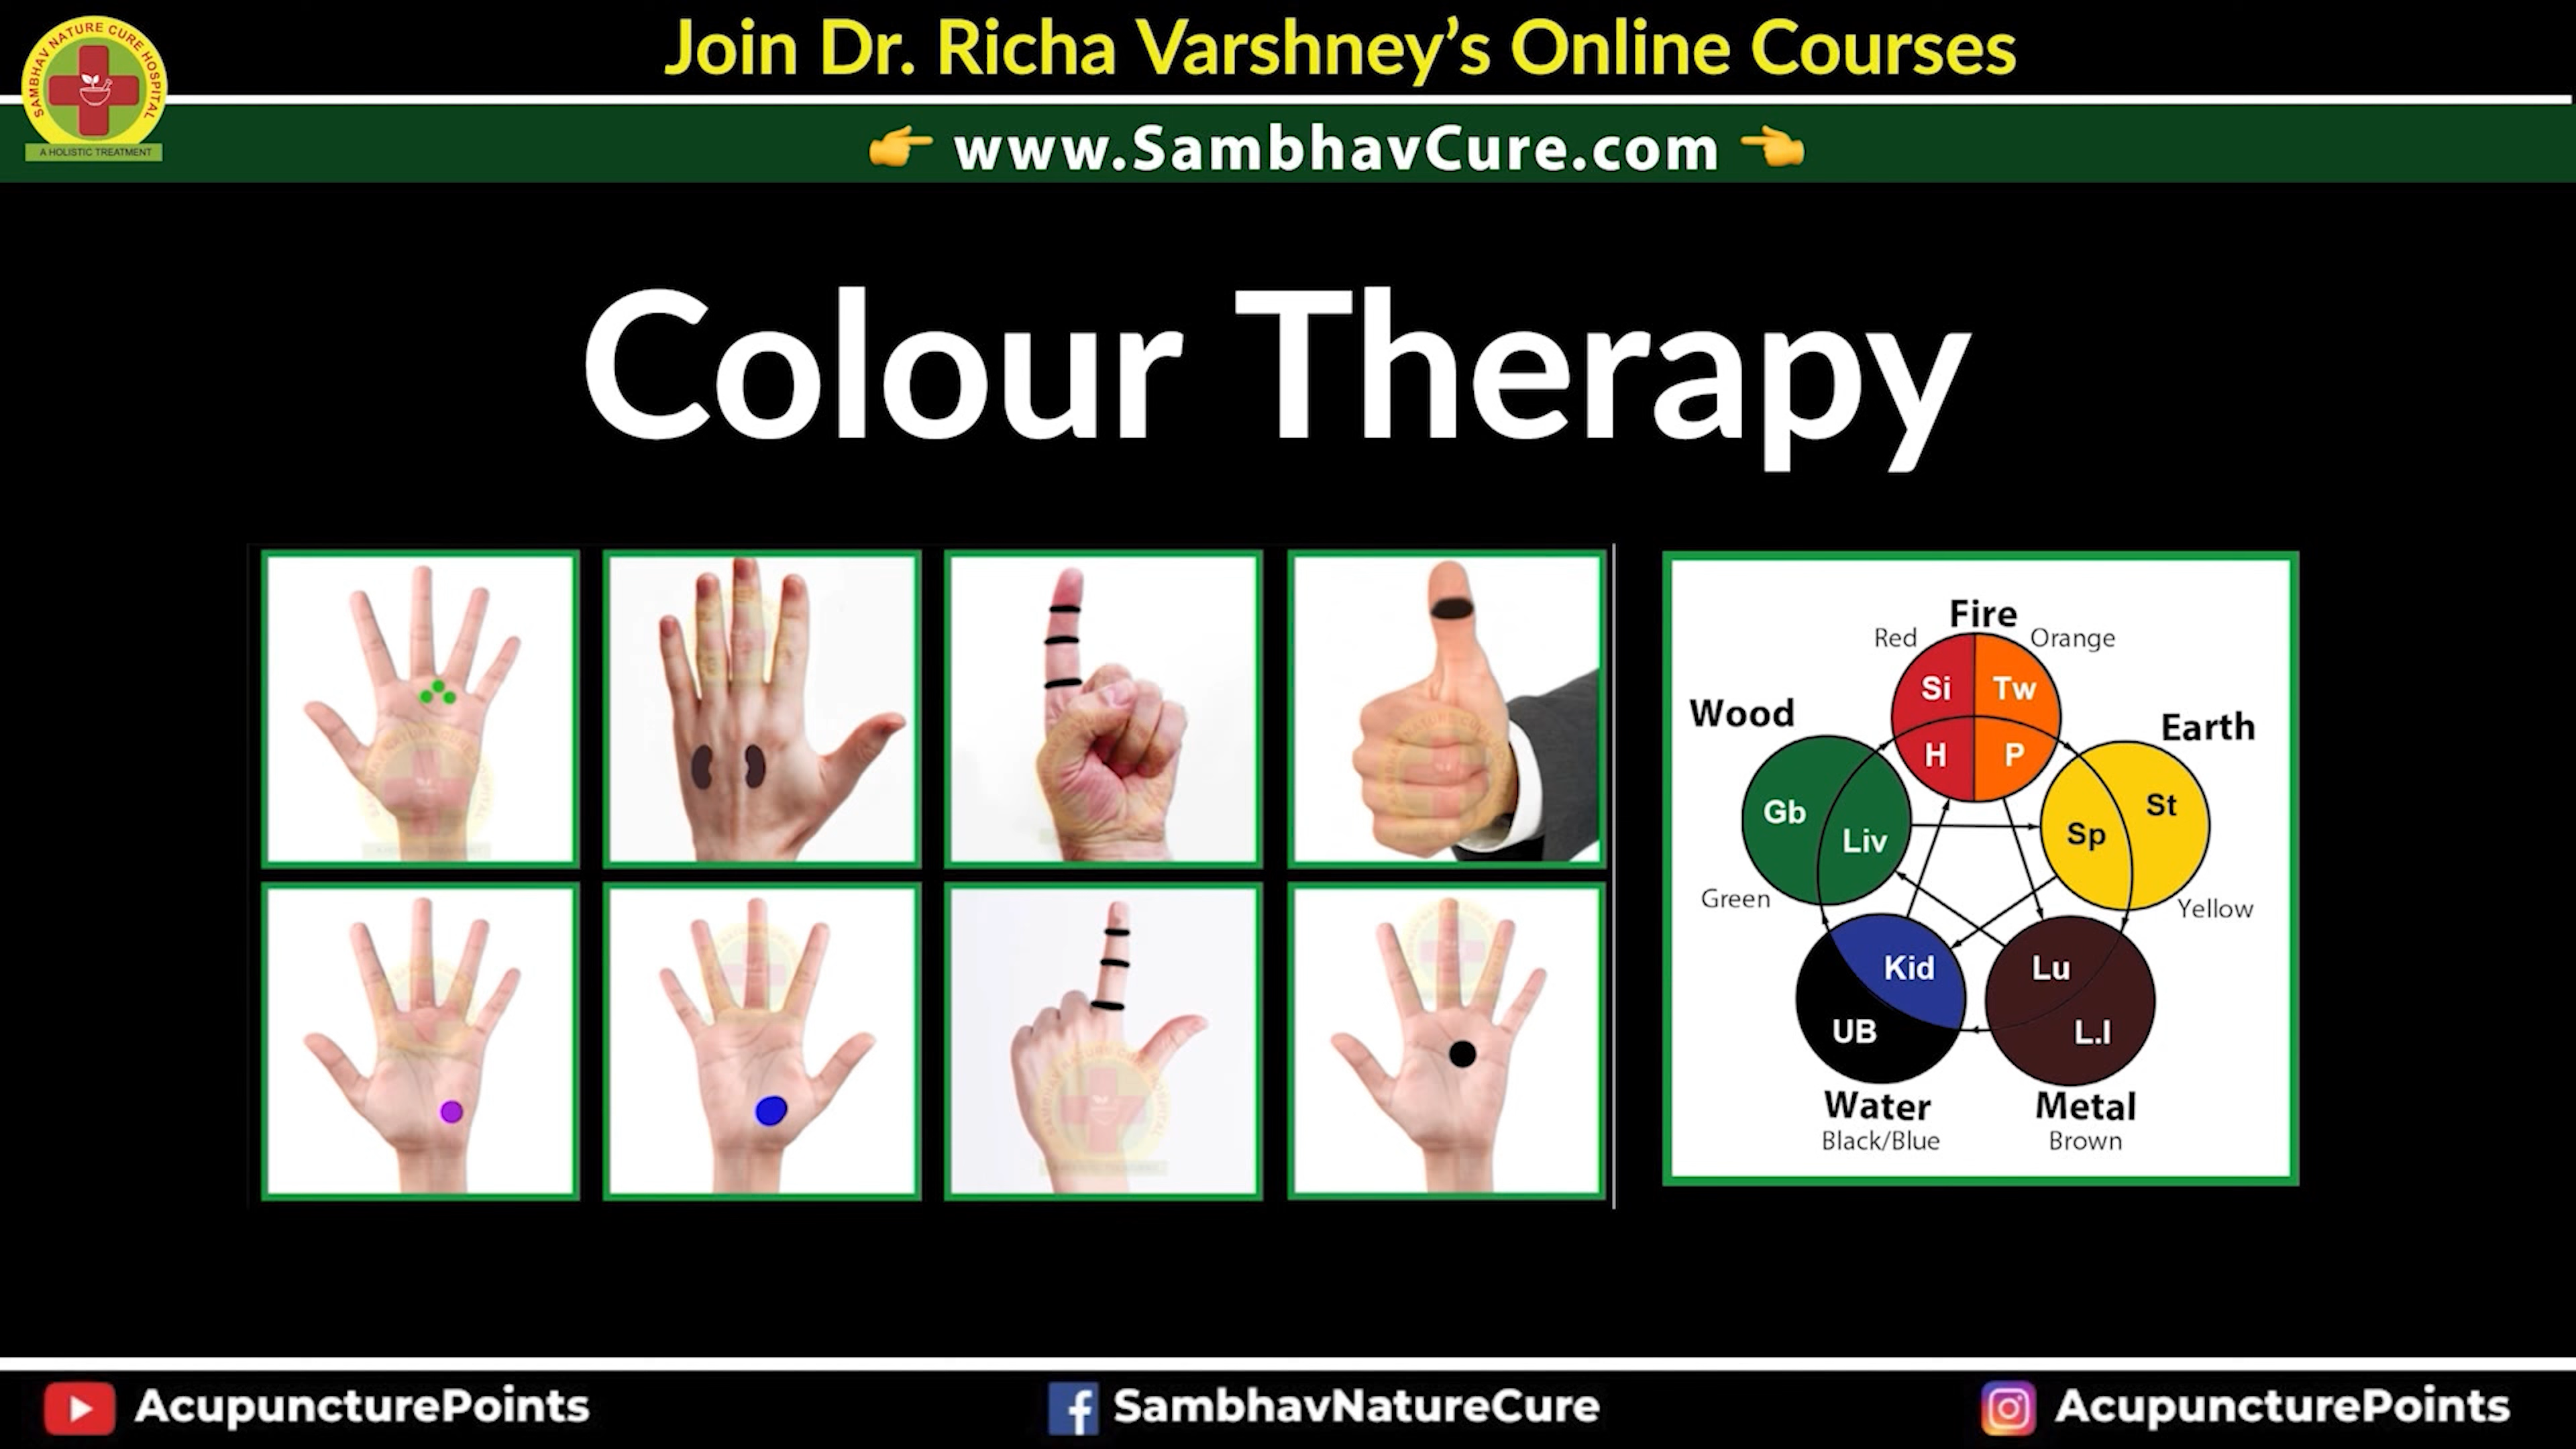 Join Dr. Richa Varshney's Online Courses
SAMBHAV NATURE CURE HOSPITAL
A HOLISTIC TREATMENT
👉 www.SambhavCure.com 👈
Colour Therapy
Fire
Red
Orange
Si
Tw
H
P
Wood
Gb
Liv
Green
Earth
St
Sp
Yellow
Kid
UB
Water
Black/Blue
Lu
L.I
Metal
Brown
AcupuncturePoints
SambhavNatureCure
AcupuncturePoints